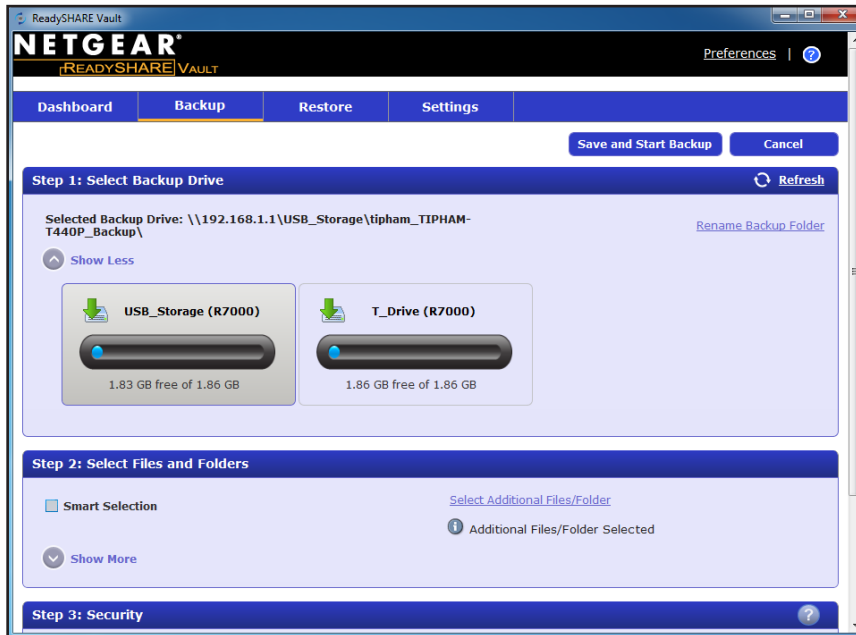 ReadySHARE Vault
NETGEAR®
READYSHARE VAULT
Preferences | ?
Dashboard Backup Restore Settings
Save and Start Backup Cancel
Step 1: Select Backup Drive Refresh
Selected Backup Drive: \\192.168.1.1\USB_Storage\tipham_TIPHAM-
T440P_Backup\
Rename Backup Folder
Show Less
USB_Storage (R7000) T_Drive (R7000)
1.83 GB free of 1.86 GB 1.86 GB free of 1.86 GB
Step 2: Select Files and Folders
Smart Selection Select Additional Files/Folder
Additional Files/Folder Selected
Show More
Step 3: Security ?